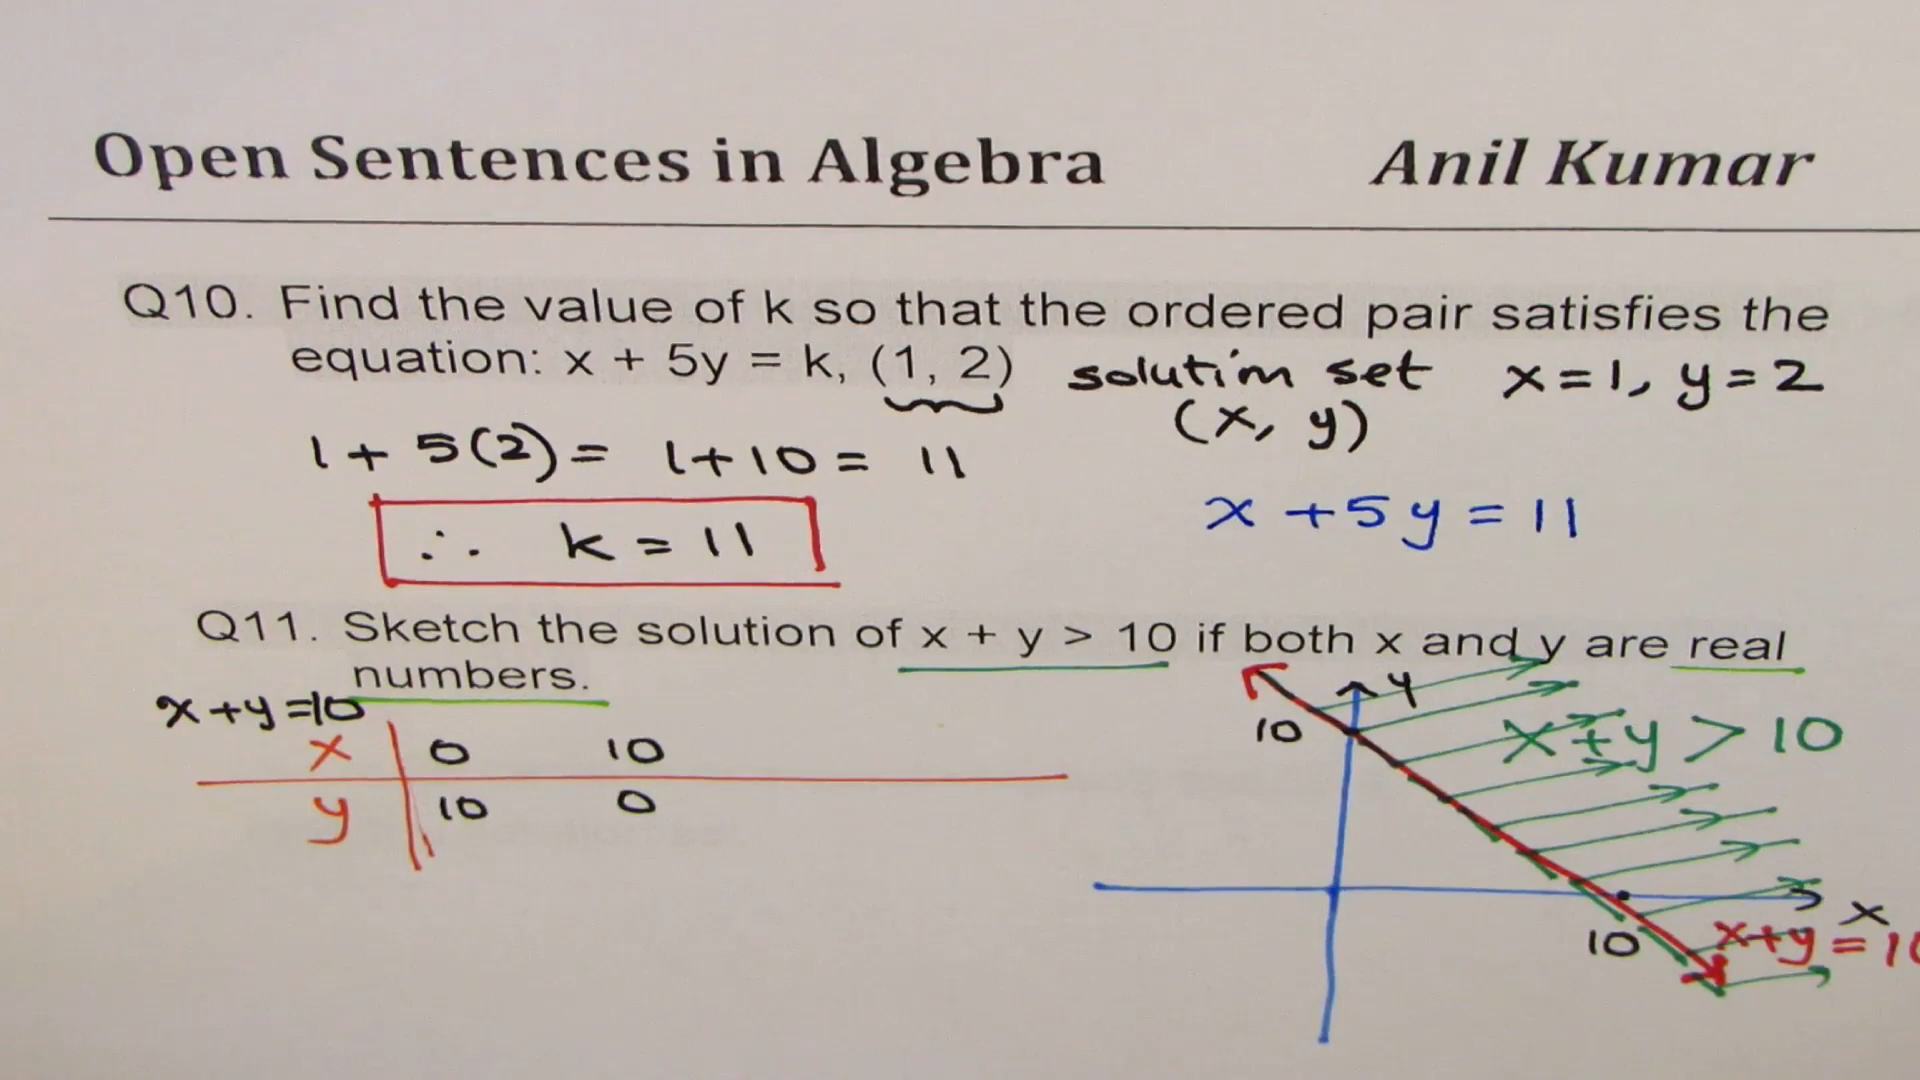 Open Sentences in Algebra Anil Kumar
Q10. Find the value of k so that the ordered pair satisfies the
equation: x + 5y = k, (1, 2) solution set x = 1, y = 2
(x, y)
1 + 5(2) = 1 + 10 = 11
x + 5y = 11
∴ k = 11
Q11. Sketch the solution of x + y > 10 if both x and y are real
numbers.
x + y = 10
x 0 10
y 10 0
y
10
x + y > 10
x
10
x + y = 10